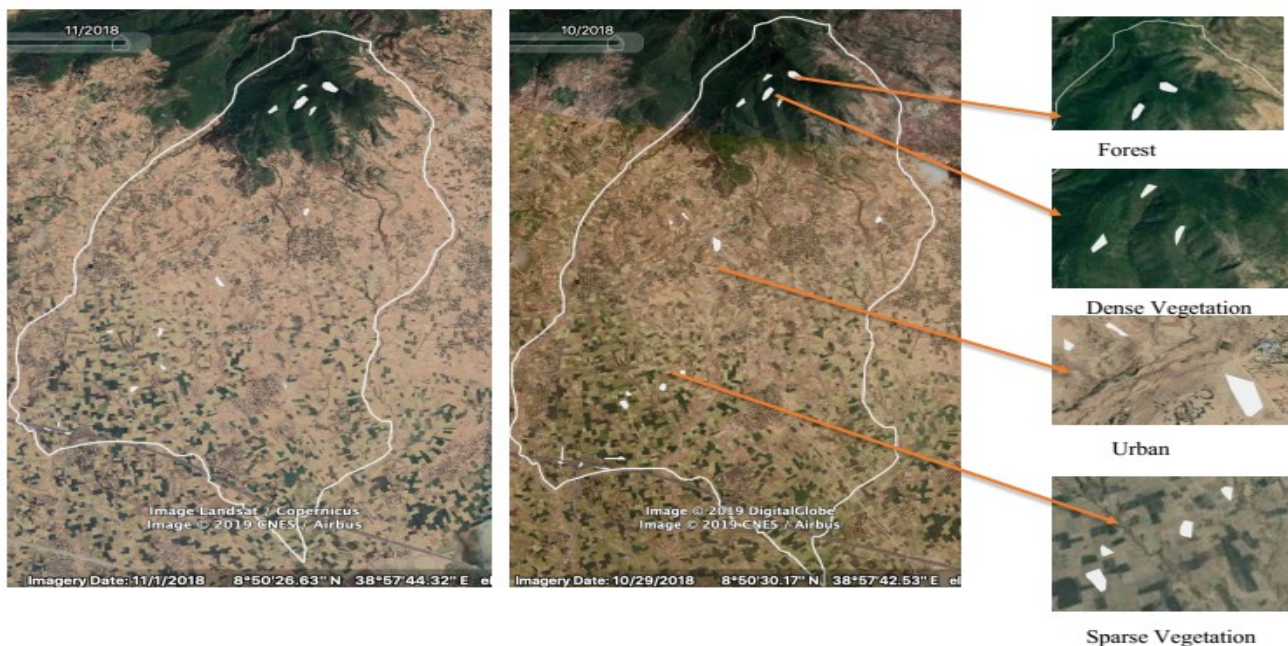 11/2018
Image Landsat / Copernicus
Image © 2019 CNES / Airbus
Imagery Date: 11/1/2018 8°50'26.63" N 38°57'44.32" E el
10/2018
Image © 2019 DigitalGlobe
Image © 2019 CNES / Airbus
Imagery Date: 10/29/2018 8°50'30.17" N 38°57'42.53" E el
Forest
Dense Vegetation
Urban
Sparse Vegetation